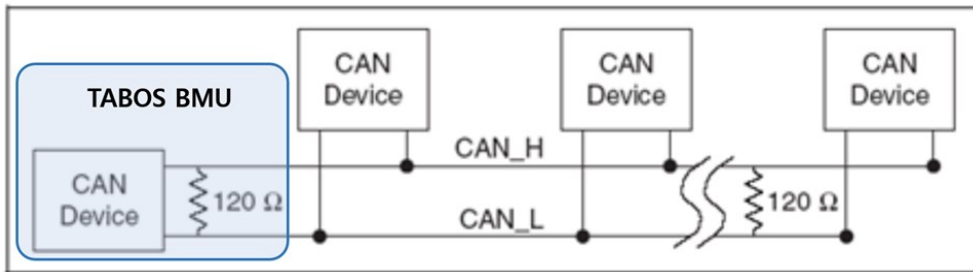 TABOS BMU
CAN
Device
120 Ω
CAN
Device
CAN_H
CAN_L
CAN
Device
120 Ω
CAN
Device